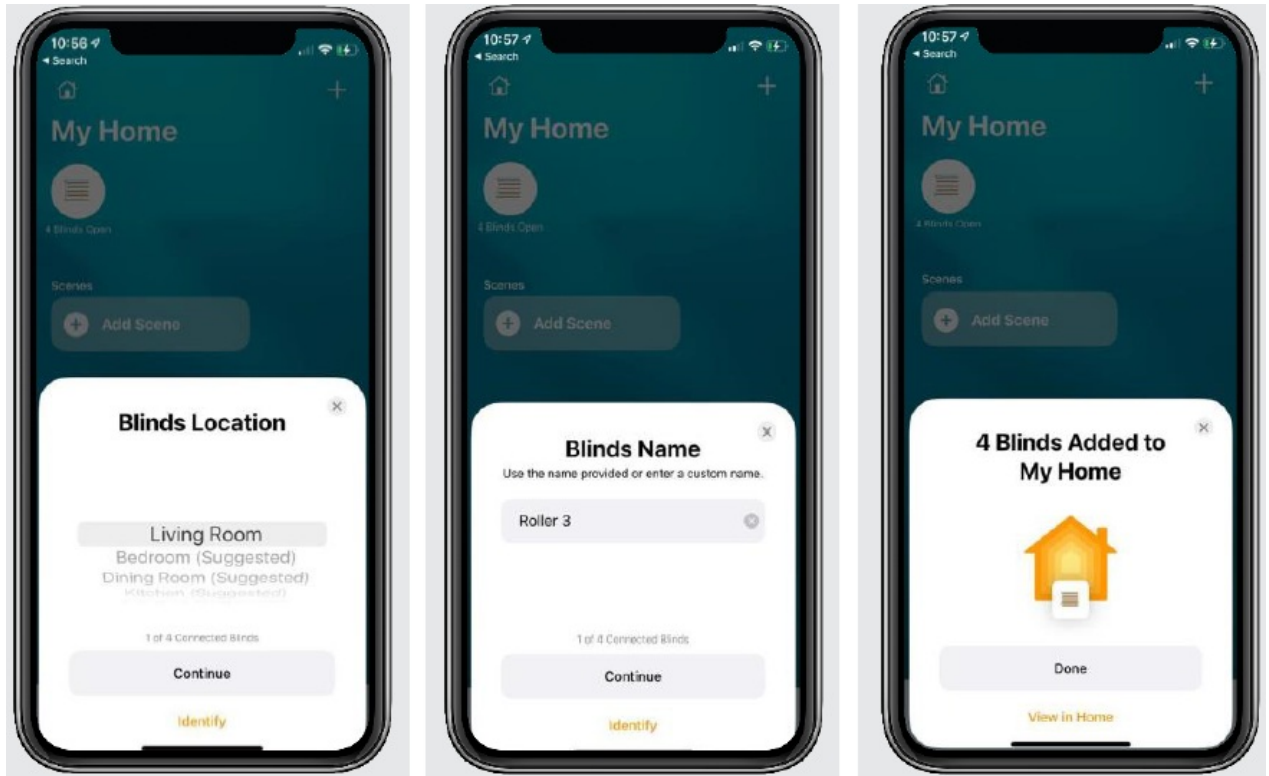 10:56
◂ Search
My Home
4 Blinds Open
Scenes
Add Scene
Blinds Location
Living Room
Bedroom (Suggested)
Dining Room (Suggested)
Kitchen (Suggested)
1 of 4 Connected Blinds
Continue
Identify
10:57
◂ Search
My Home
4 Blinds Open
Scenes
Add Scene
Blinds Name
Use the name provided or enter a custom name.
Roller 3
1 of 4 Connected Blinds
Continue
Identify
10:57
◂ Search
My Home
4 Blinds Open
Scenes
Add Scene
4 Blinds Added to
My Home
Done
View in Home